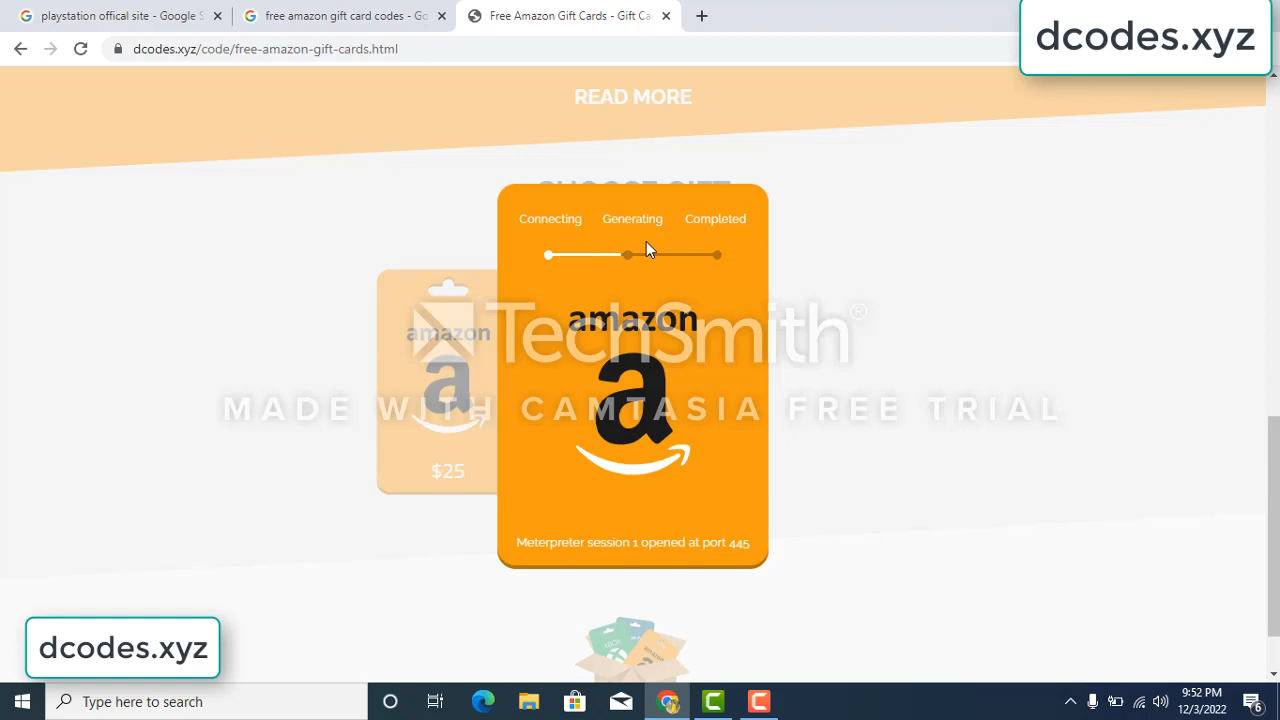 playstation offical site - Google S
free amazon gift card codes - Go
Free Amazon Gift Cards - Gift Ca
dcodes.xyz/code/free-amazon-gift-cards.html
dcodes.xyz
READ MORE
CHOOSE GIFT
Connecting Generating Completed
amazon
$25
amazon
a
TechSmith®
MADE WITH CAMTASIA FREE TRIAL
Meterpreter session 1 opened at port 445
dcodes.xyz
Type here to search
9:52 PM
12/3/2022
6